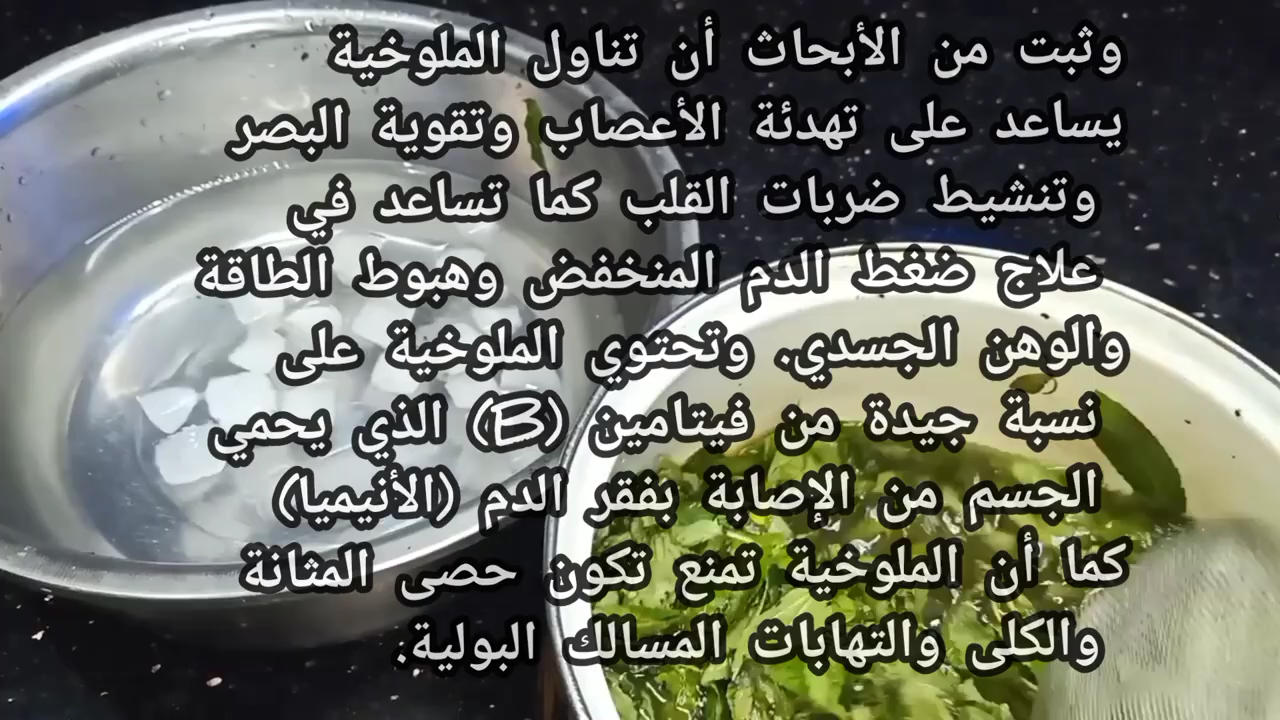 وثبت من الأبحاث أن تناول الملوخية
يساعد على تهدئة الأعصاب وتقوية البصر
وتنشيط ضربات القلب كما تساعد في
علاج ضغط الدم المنخفض وهبوط الطاقة
والوهن الجسدي. وتحتوي الملوخية على
نسبة جيدة من فيتامين (B) الذي يحمي
الجسم من الإصابة بفقر الدم (الأنيميا)
كما أن الملوخية تمنع تكون حصى المثانة
والكلى والتهابات المسالك البولية.